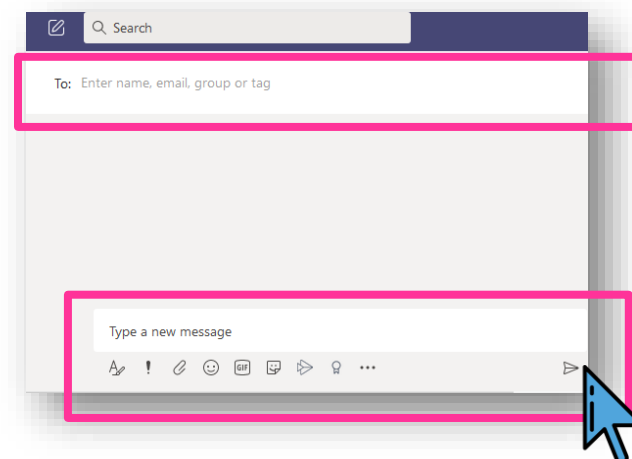 Search
To: Enter name, email, group or tag
Type a new message
GIF